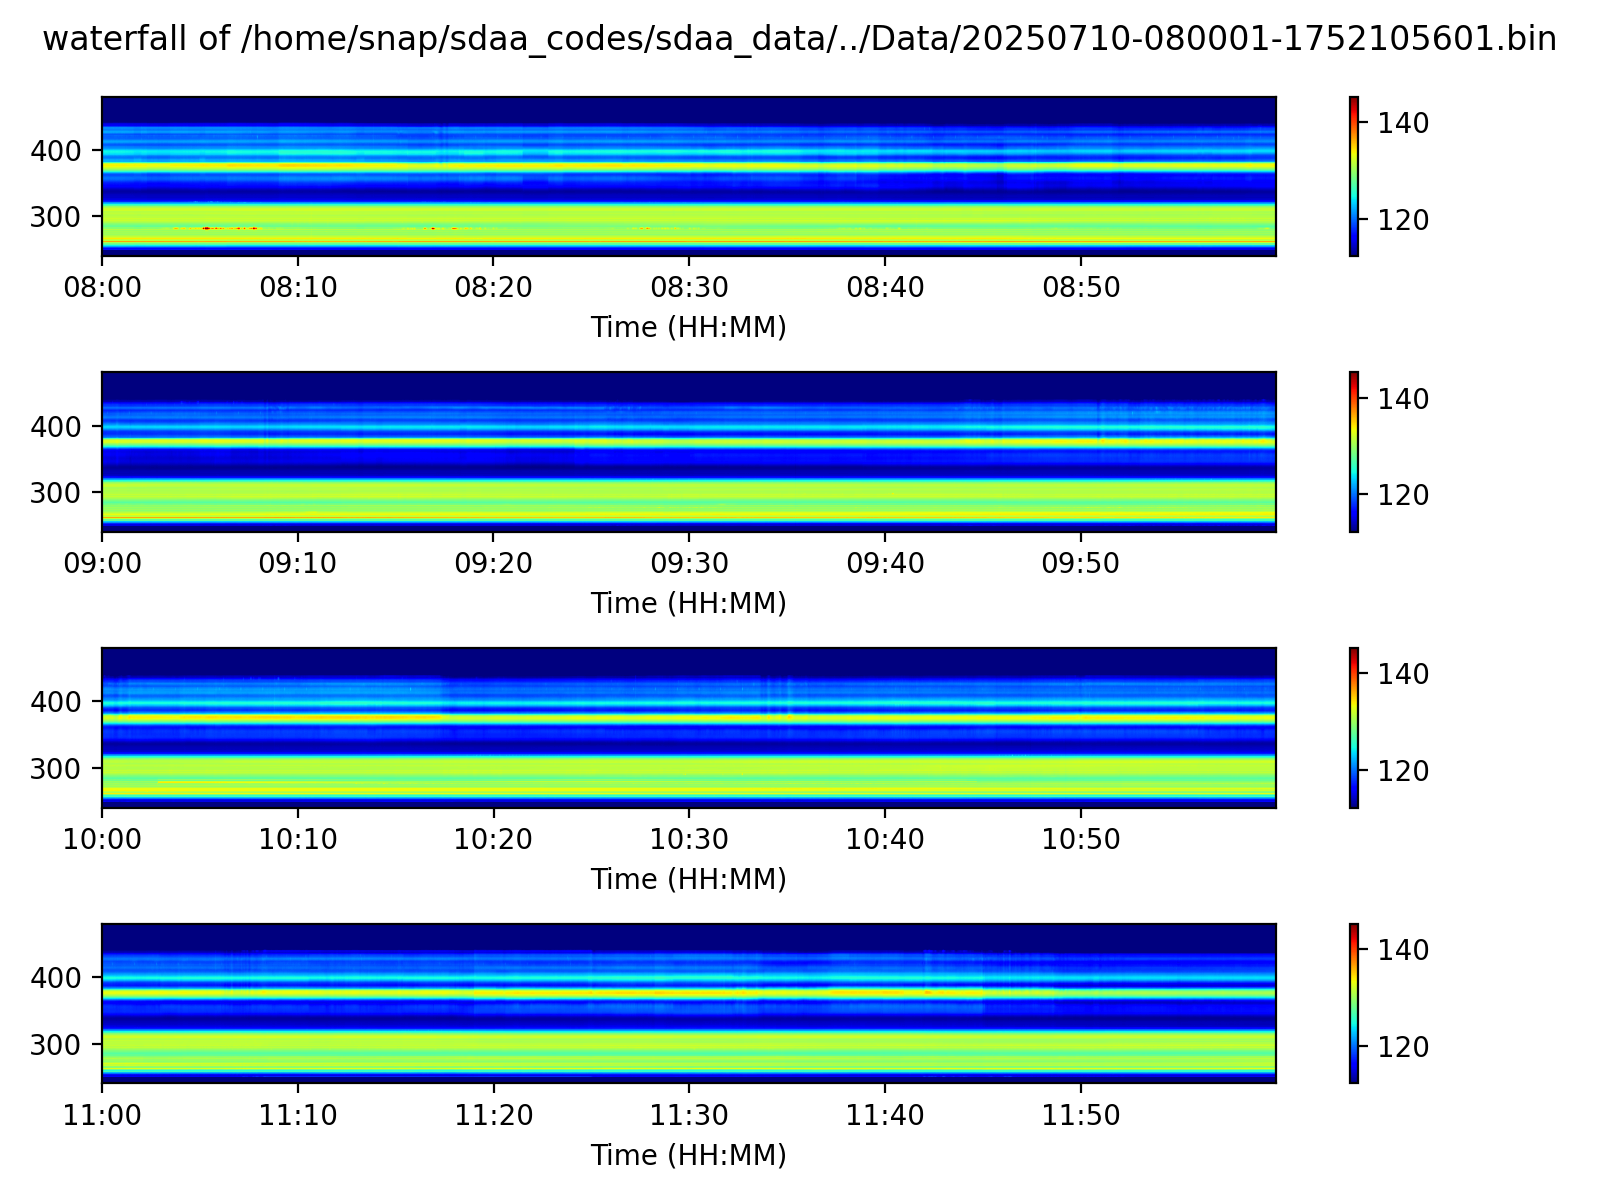 waterfall of /home/snap/sdaa_codes/sdaa_data/../Data/20250710-080001-1752105601.bin
400
300
08:00 08:10 08:20 08:30 08:40 08:50
Time (HH:MM)
140
120
400
300
09:00 09:10 09:20 09:30 09:40 09:50
Time (HH:MM)
140
120
400
300
10:00 10:10 10:20 10:30 10:40 10:50
Time (HH:MM)
140
120
400
300
11:00 11:10 11:20 11:30 11:40 11:50
Time (HH:MM)
140
120